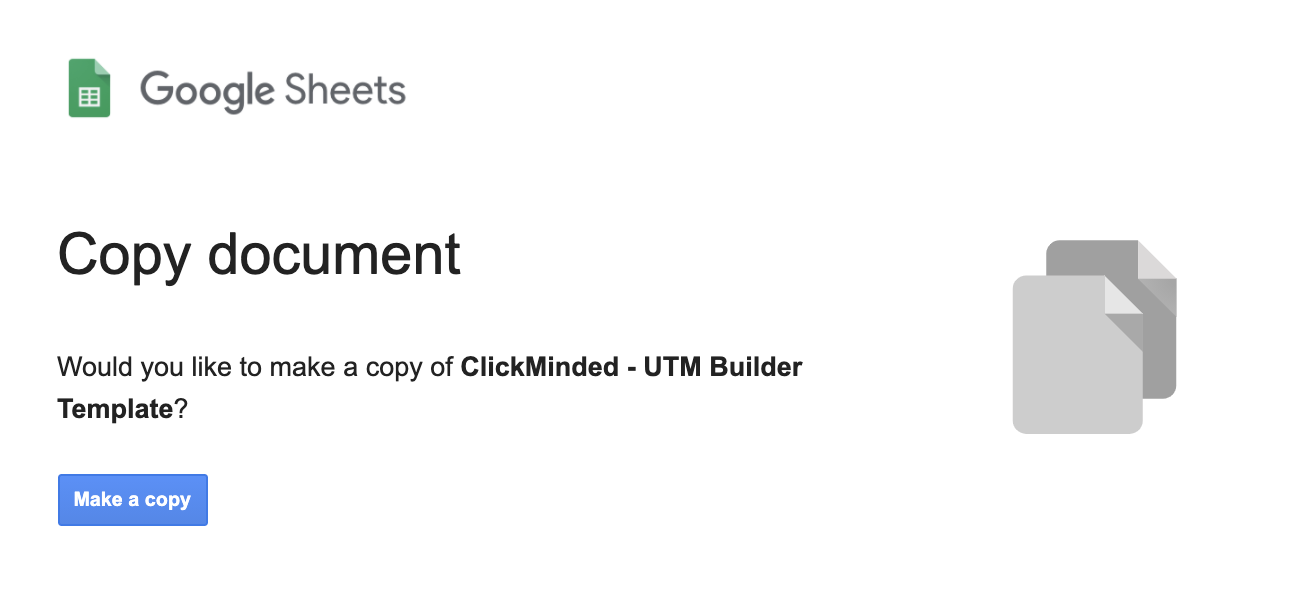 Google Sheets
Copy document
Would you like to make a copy of ClickMinded - UTM Builder
Template?
Make a copy